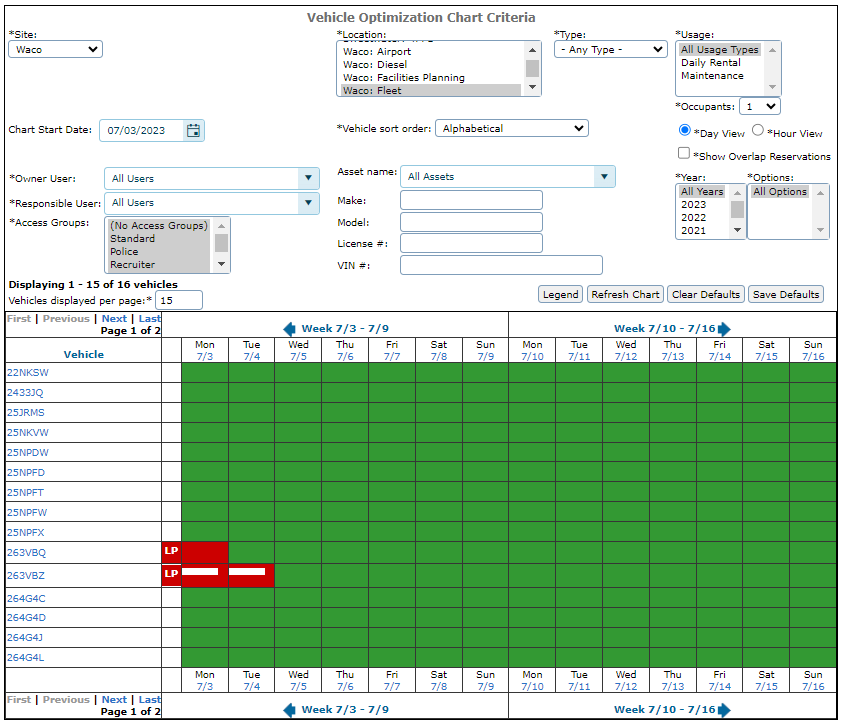 Vehicle Optimization Chart Criteria
*Site:
Waco
*Location:
Waco: Airport
Waco: Diesel
Waco: Facilities Planning
Waco: Fleet
*Type:
- Any Type -
*Usage:
All Usage Types
Daily Rental
Maintenance
*Occupants: 1
Chart Start Date: 07/03/2023
*Vehicle sort order: Alphabetical
*Day View *Hour View
*Show Overlap Reservations
*Owner User: All Users
*Responsible User: All Users
*Access Groups: (No Access Groups)
Standard
Police
Recruiter
Asset name: All Assets
Make:
Model:
License #:
VIN #:
*Year:
All Years
2023
2022
2021
*Options:
All Options
Displaying 1 - 15 of 16 vehicles
Vehicles displayed per page:* 15
Legend Refresh Chart Clear Defaults Save Defaults
First | Previous | Next | Last
Page 1 of 2
Week 7/3 - 7/9 Week 7/10 - 7/16
Vehicle
Mon Tue Wed Thu Fri Sat Sun Mon Tue Wed Thu Fri Sat Sun
7/3 7/4 7/5 7/6 7/7 7/8 7/9 7/10 7/11 7/12 7/13 7/14 7/15 7/16
22NKSW
2433JQ
25JRMS
25NKVW
25NPDW
25NPFD
25NPFT
25NPFW
25NPFX
263VBQ LP
263VBZ LP
264G4C
264G4D
264G4J
264G4L
Mon Tue Wed Thu Fri Sat Sun Mon Tue Wed Thu Fri Sat Sun
7/3 7/4 7/5 7/6 7/7 7/8 7/9 7/10 7/11 7/12 7/13 7/14 7/15 7/16
First | Previous | Next | Last
Page 1 of 2
Week 7/3 - 7/9 Week 7/10 - 7/16